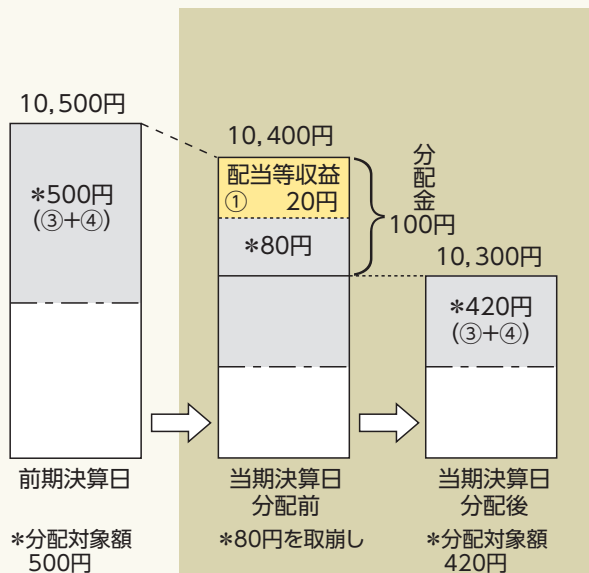 10,500円
*500円
(③+④)
前期決算日
*分配対象額
500円
10,400円
配当等収益
① 20円
*80円
分配金
100円
当期決算日
分配前
*80円を取崩し
10,300円
*420円
(③+④)
当期決算日
分配後
*分配対象額
420円